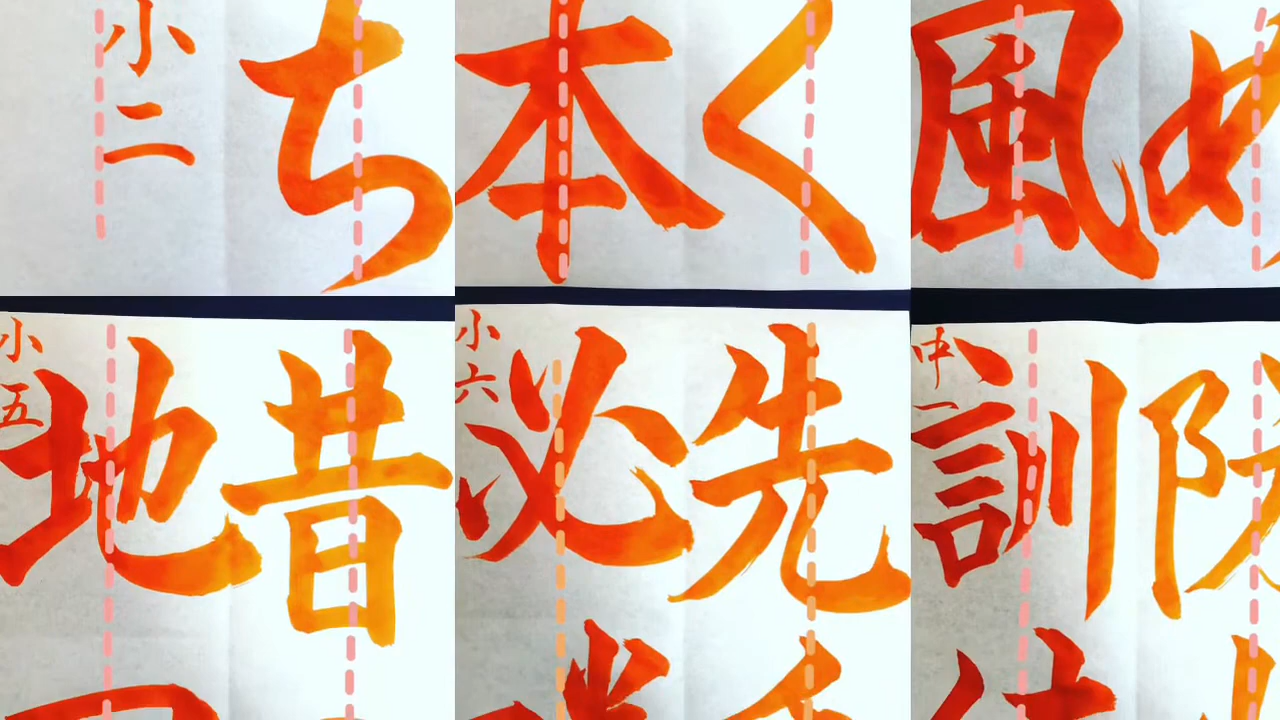 ち
小二
く
本
風
昔
地
小五
先
必
小六
訓
中一